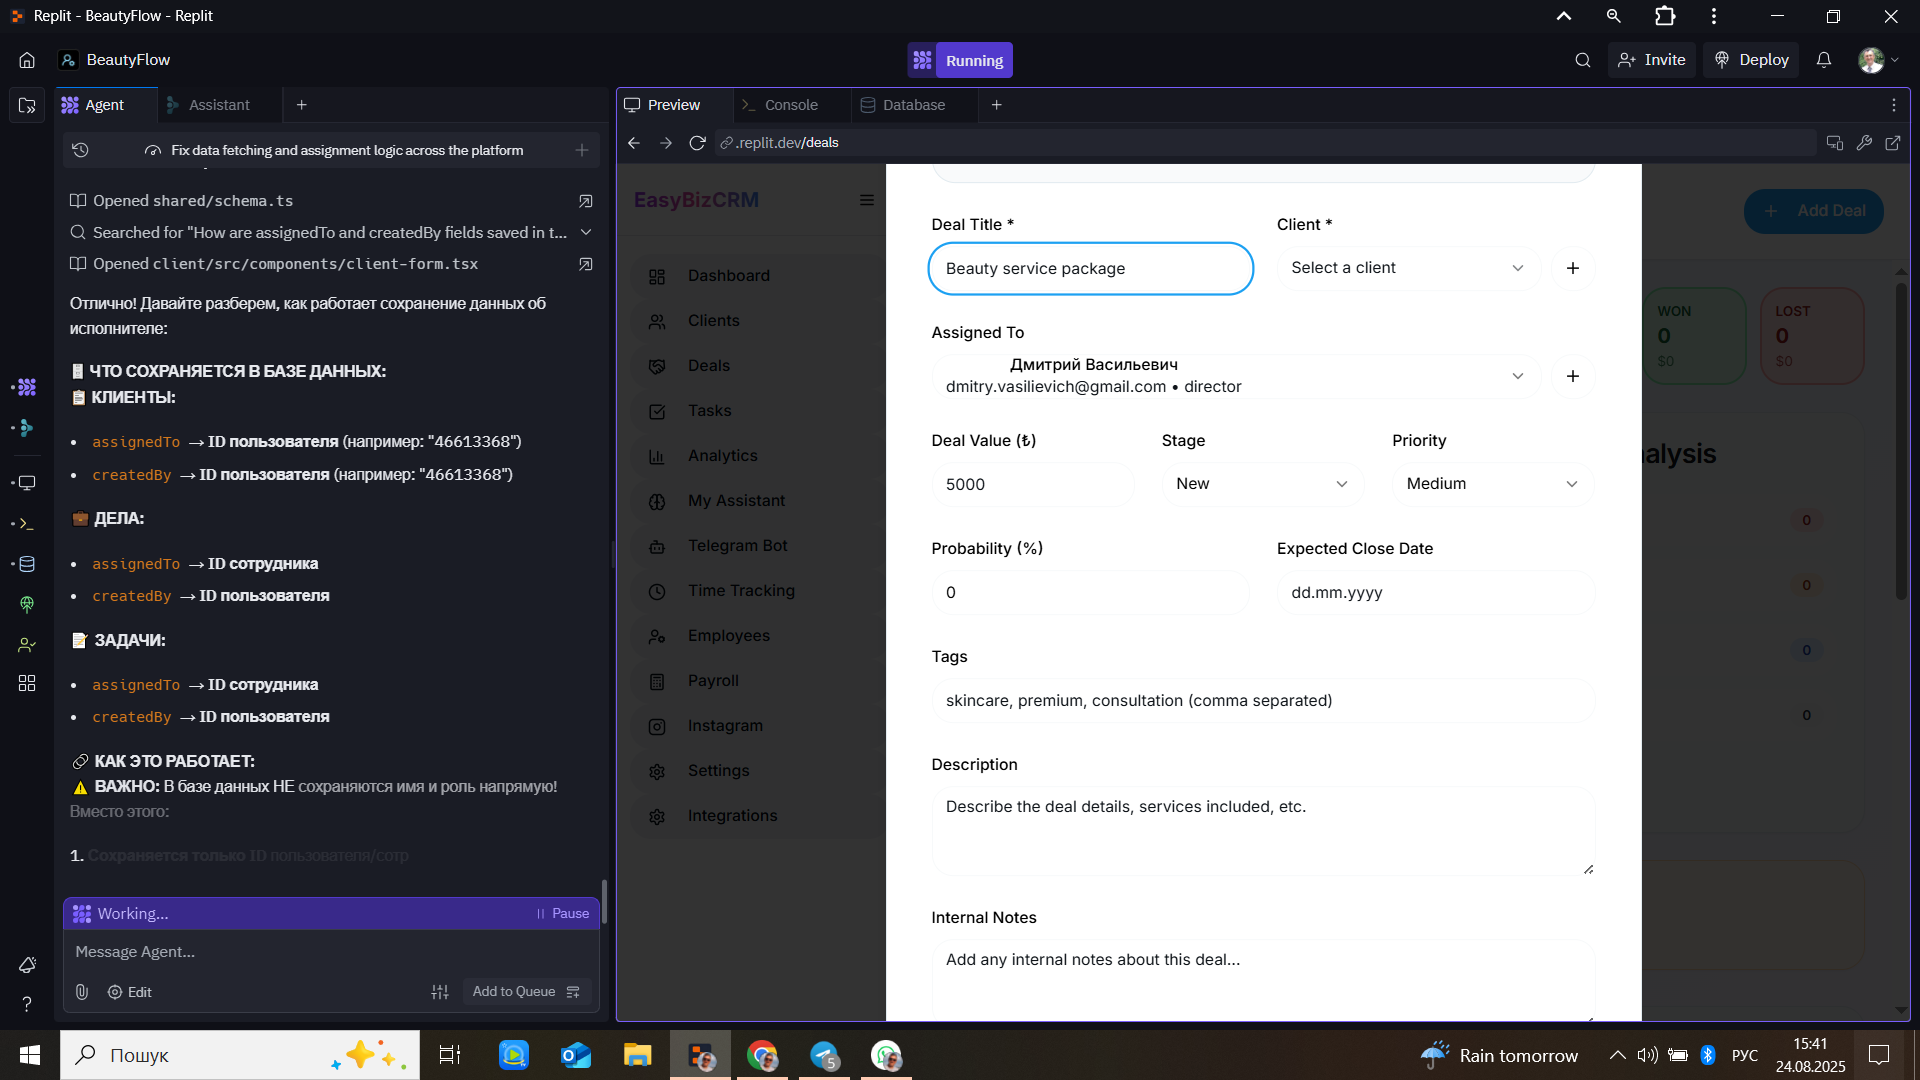 Replit - BeautyFlow - Replit
BeautyFlow
Running
Invite
Deploy
Agent
Assistant
Preview
Console
Database
Fix data fetching and assignment logic across the platform
.replit.dev/deals
Opened shared/schema.ts
Searched for "How are assignedTo and createdBy fields saved in t...
Opened client/src/components/client-form.tsx
Отлично! Давайте разберем, как работает сохранение данных об
исполнителе:
ЧТО СОХРАНЯЕТСЯ В БАЗЕ ДАННЫХ:
КЛИЕНТЫ:
• assignedTo → ID пользователя (например: "46613368")
• createdBy → ID пользователя (например: "46613368")
ДЕЛА:
• assignedTo → ID сотрудника
• createdBy → ID пользователя
ЗАДАЧИ:
• assignedTo → ID сотрудника
• createdBy → ID пользователя
КАК ЭТО РАБОТАЕТ:
ВАЖНО: В базе данных НЕ сохраняются имя и роль напрямую!
Вместо этого:
1. Сохраняется только ID пользователя/сотр
Working...
Pause
Message Agent...
Edit
Add to Queue
EasyBizCRM
Dashboard
Clients
Deals
Tasks
Analytics
My Assistant
Telegram Bot
Time Tracking
Employees
Payroll
Instagram
Settings
Integrations
Deal Title *
Client *
Beauty service package
Select a client
Assigned To
Дмитрий Васильевич
dmitry.vasilievich@gmail.com • director
Deal Value (₺)
Stage
Priority
5000
New
Medium
Probability (%)
Expected Close Date
0
dd.mm.yyyy
Tags
skincare, premium, consultation (comma separated)
Description
Describe the deal details, services included, etc.
Internal Notes
Add any internal notes about this deal...
+ Add Deal
WON
0
$0
LOST
0
$0
alysis
0
0
0
0
Пошук
5
Rain tomorrow
РУС
15:41
24.08.2025